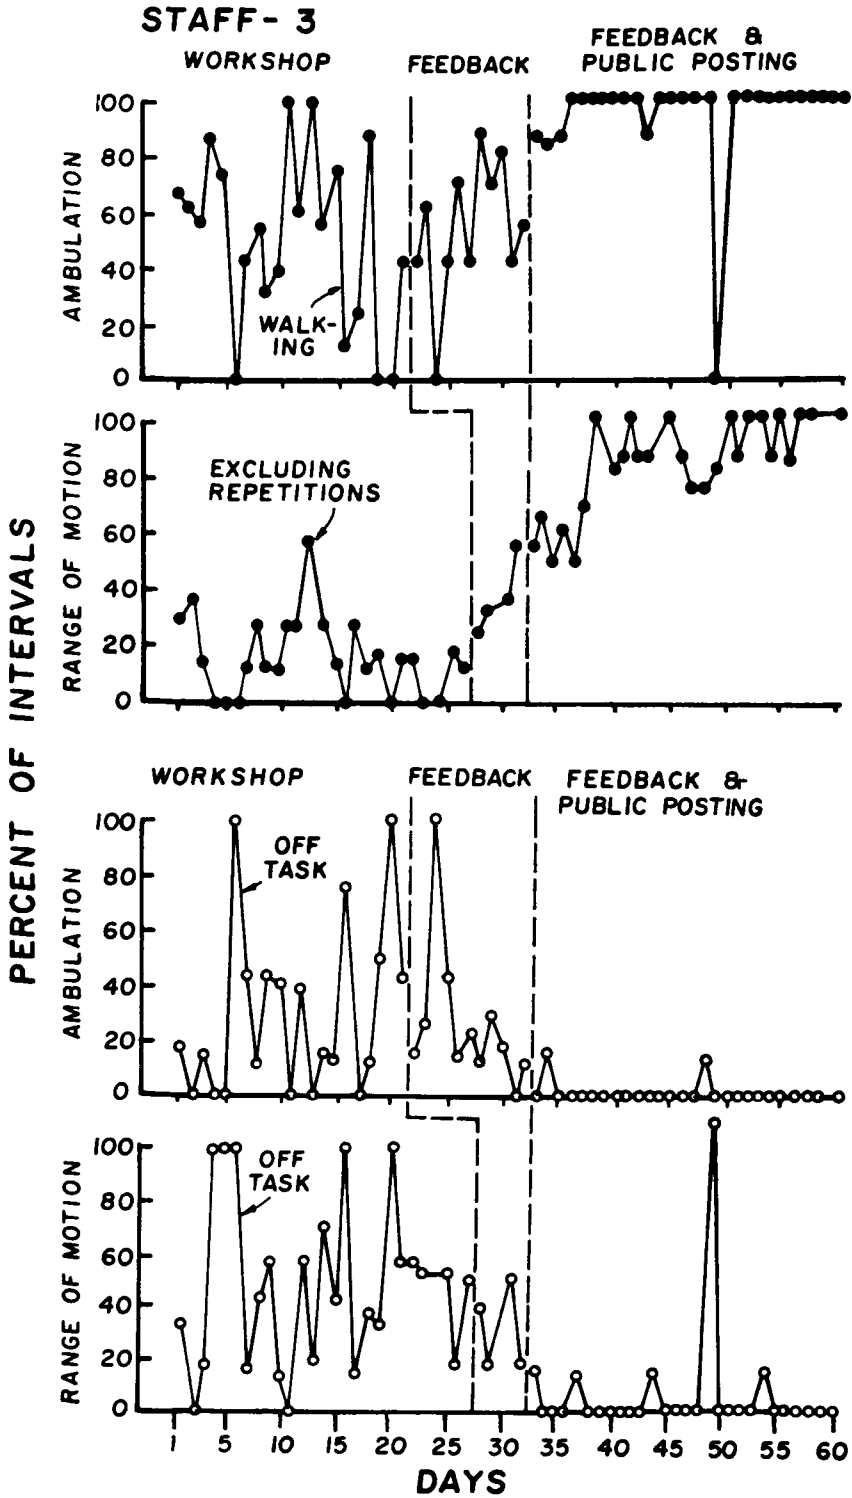 STAFF-3
WORKSHOP
FEEDBACK
FEEDBACK &
PUBLIC POSTING
100
80
60
40
20
0
AMBULATION
WALK-
ING
100
80
60
40
20
0
RANGE OF MOTION
EXCLUDING
REPETITIONS
PERCENT OF INTERVALS
WORKSHOP
FEEDBACK
FEEDBACK &
PUBLIC POSTING
100
80
60
40
20
0
AMBULATION
OFF
TASK
100
80
60
40
20
0
RANGE OF MOTION
OFF
TASK
1 5 10 15 20 25 30 35 40 45 50 55 60
DAYS